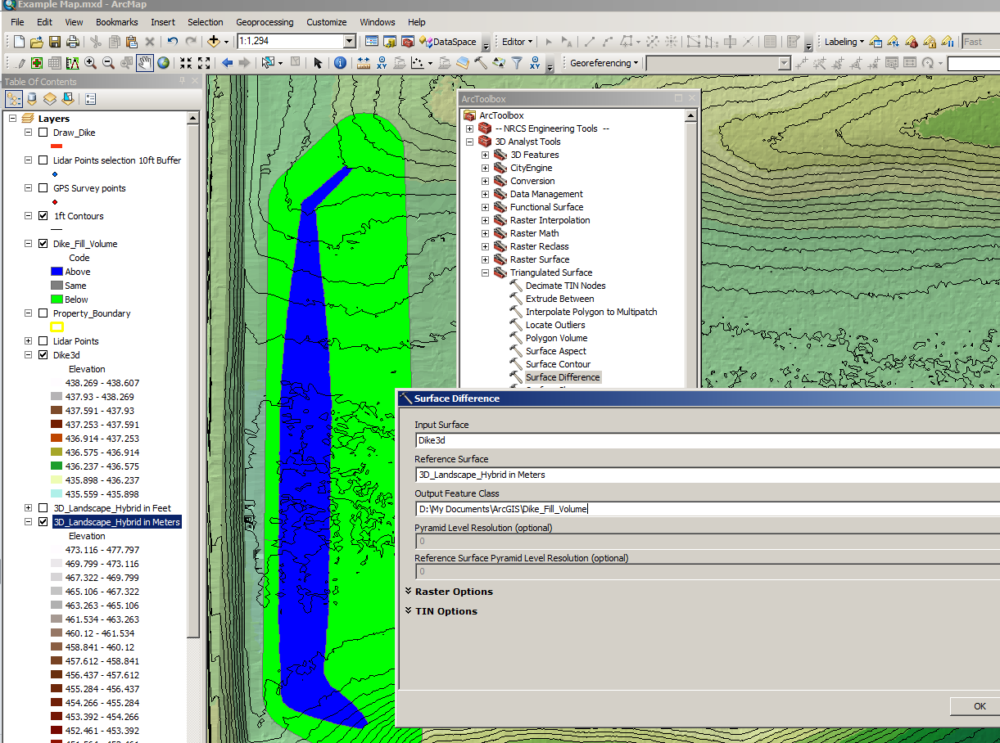 Example Map.mxd - ArcMap
File Edit View Bookmarks Insert Selection Geoprocessing Customize Windows Help
1:1,294 DataSpace Editor Labeling Fast
Georeferencing
Table Of Contents
Layers
Draw_Dike
Lidar Points selection 10ft Buffer
GPS Survey points
1ft Contours
Dike_Fill_Volume
Code
Above
Same
Below
Property_Boundary
Lidar Points
Dike3d
Elevation
438.269 - 438.607
437.93 - 438.269
437.591 - 437.93
437.253 - 437.591
436.914 - 437.253
436.575 - 436.914
436.237 - 436.575
435.898 - 436.237
435.559 - 435.898
3D_Landscape_Hybrid in Feet
3D_Landscape_Hybrid in Meters
Elevation
473.116 - 477.797
469.799 - 473.116
467.322 - 469.799
465.106 - 467.322
463.263 - 465.106
461.534 - 463.263
460.12 - 461.534
458.841 - 460.12
457.612 - 458.841
456.437 - 457.612
455.284 - 456.437
454.266 - 455.284
453.392 - 454.266
452.461 - 453.392
ArcToolbox
ArcToolbox
-- NRCS Engineering Tools --
3D Analyst Tools
3D Features
CityEngine
Conversion
Data Management
Functional Surface
Raster Interpolation
Raster Math
Raster Reclass
Raster Surface
Triangulated Surface
Decimate TIN Nodes
Extrude Between
Interpolate Polygon to Multipatch
Locate Outliers
Polygon Volume
Surface Aspect
Surface Contour
Surface Difference
Surface Difference
Input Surface
Dike3d
Reference Surface
3D_Landscape_Hybrid in Meters
Output Feature Class
D:\My Documents\ArcGIS\Dike_Fill_Volume
Pyramid Level Resolution (optional)
0
Reference Surface Pyramid Level Resolution (optional)
0
Raster Options
TIN Options
OK